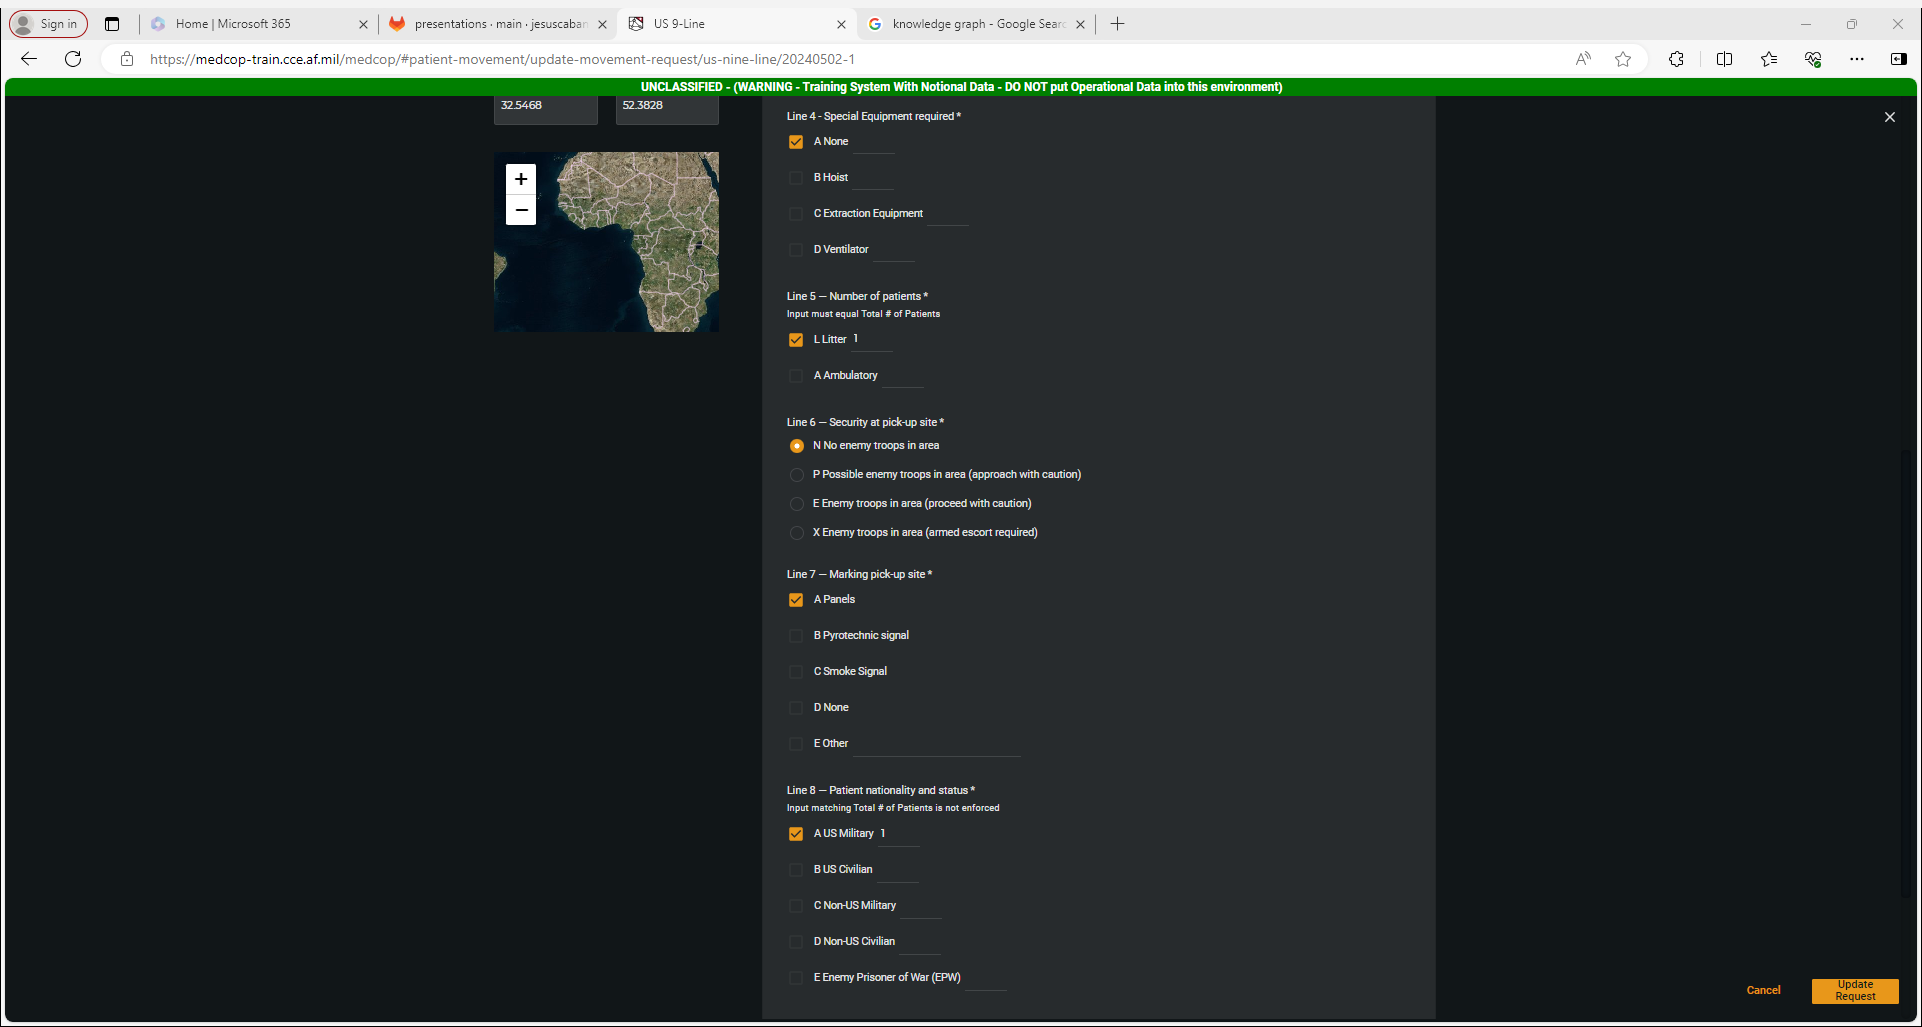 Sign in
Home | Microsoft 365
presentations · main · jesuscaban
US 9-Line
knowledge graph - Google Searc
https://medcop-train.cce.af.mil/medcop/#patient-movement/update-movement-request/us-nine-line/20240502-1
UNCLASSIFIED - (WARNING - Training System With Notional Data - DO NOT put Operational Data into this environment)
32.5468
52.3828
+
−
Line 4 - Special Equipment required *
A None
B Hoist
C Extraction Equipment
D Ventilator
Line 5 — Number of patients *
Input must equal Total # of Patients
L Litter 1
A Ambulatory
Line 6 — Security at pick-up site *
N No enemy troops in area
P Possible enemy troops in area (approach with caution)
E Enemy troops in area (proceed with caution)
X Enemy troops in area (armed escort required)
Line 7 — Marking pick-up site *
A Panels
B Pyrotechnic signal
C Smoke Signal
D None
E Other
Line 8 — Patient nationality and status *
Input matching Total # of Patients is not enforced
A US Military 1
B US Civilian
C Non-US Military
D Non-US Civilian
E Enemy Prisoner of War (EPW)
Cancel
Update
Request